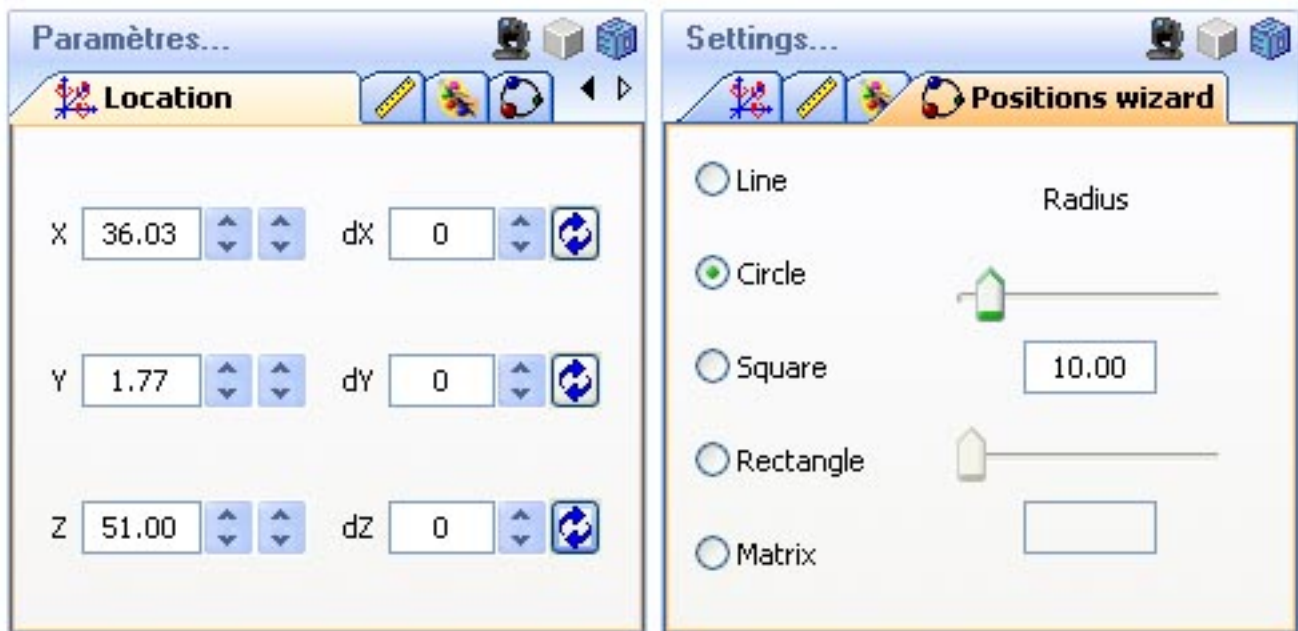 Paramètres...
Location
X 36.03 dX 0
Y 1.77 dY 0
Z 51.00 dZ 0
Settings...
Positions wizard
Line
Radius
Circle
Square
10.00
Rectangle
Matrix